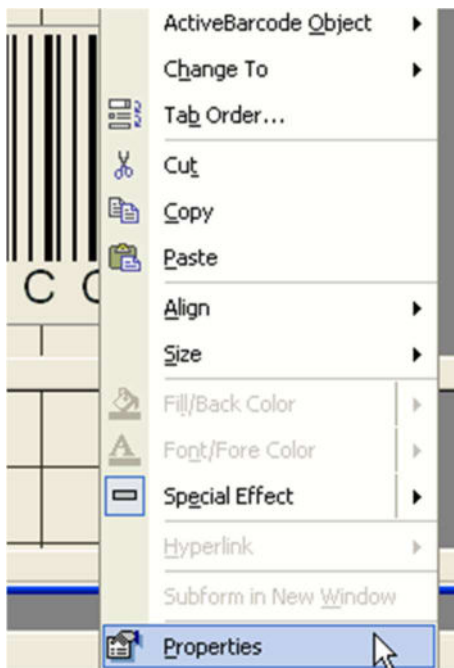 ActiveBarcode Object
Change To
Tab Order...
Cut
Copy
Paste
C C
Align
Size
Fill/Back Color
Font/Fore Color
Special Effect
Hyperlink
Subform in New Window
Properties